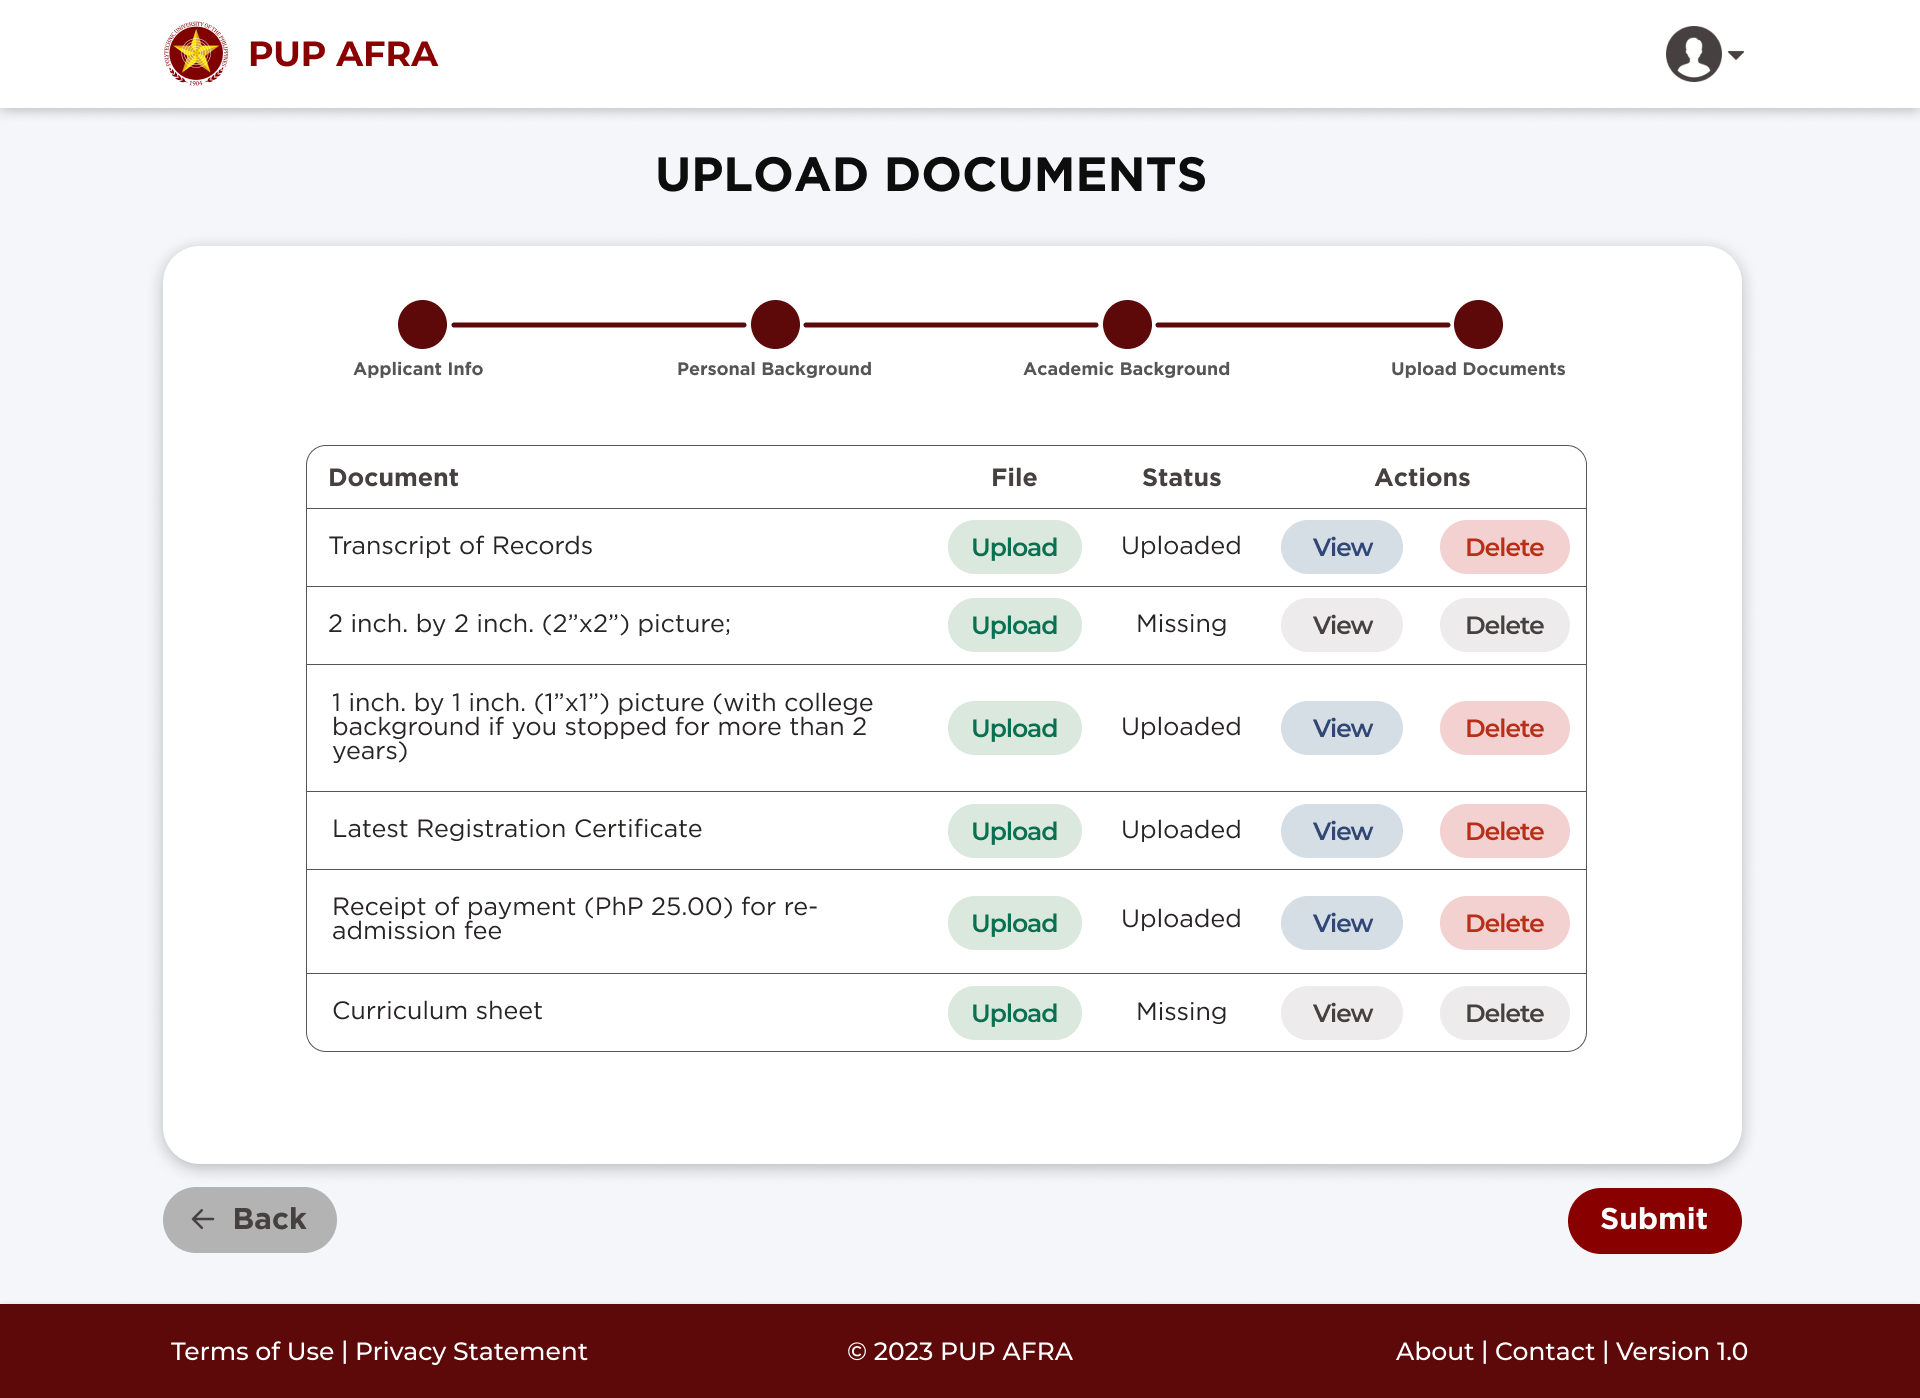 PUP AFRA
UPLOAD DOCUMENTS
Applicant Info
Personal Background
Academic Background
Upload Documents
Document File Status Actions
Transcript of Records Upload Uploaded View Delete
2 inch. by 2 inch. (2”x2”) picture; Upload Missing View Delete
1 inch. by 1 inch. (1”x1”) picture (with college
background if you stopped for more than 2
years)
Upload Uploaded View Delete
Latest Registration Certificate Upload Uploaded View Delete
Receipt of payment (PhP 25.00) for re-
admission fee
Upload Uploaded View Delete
Curriculum sheet Upload Missing View Delete
← Back
Submit
Terms of Use | Privacy Statement
© 2023 PUP AFRA
About | Contact | Version 1.0